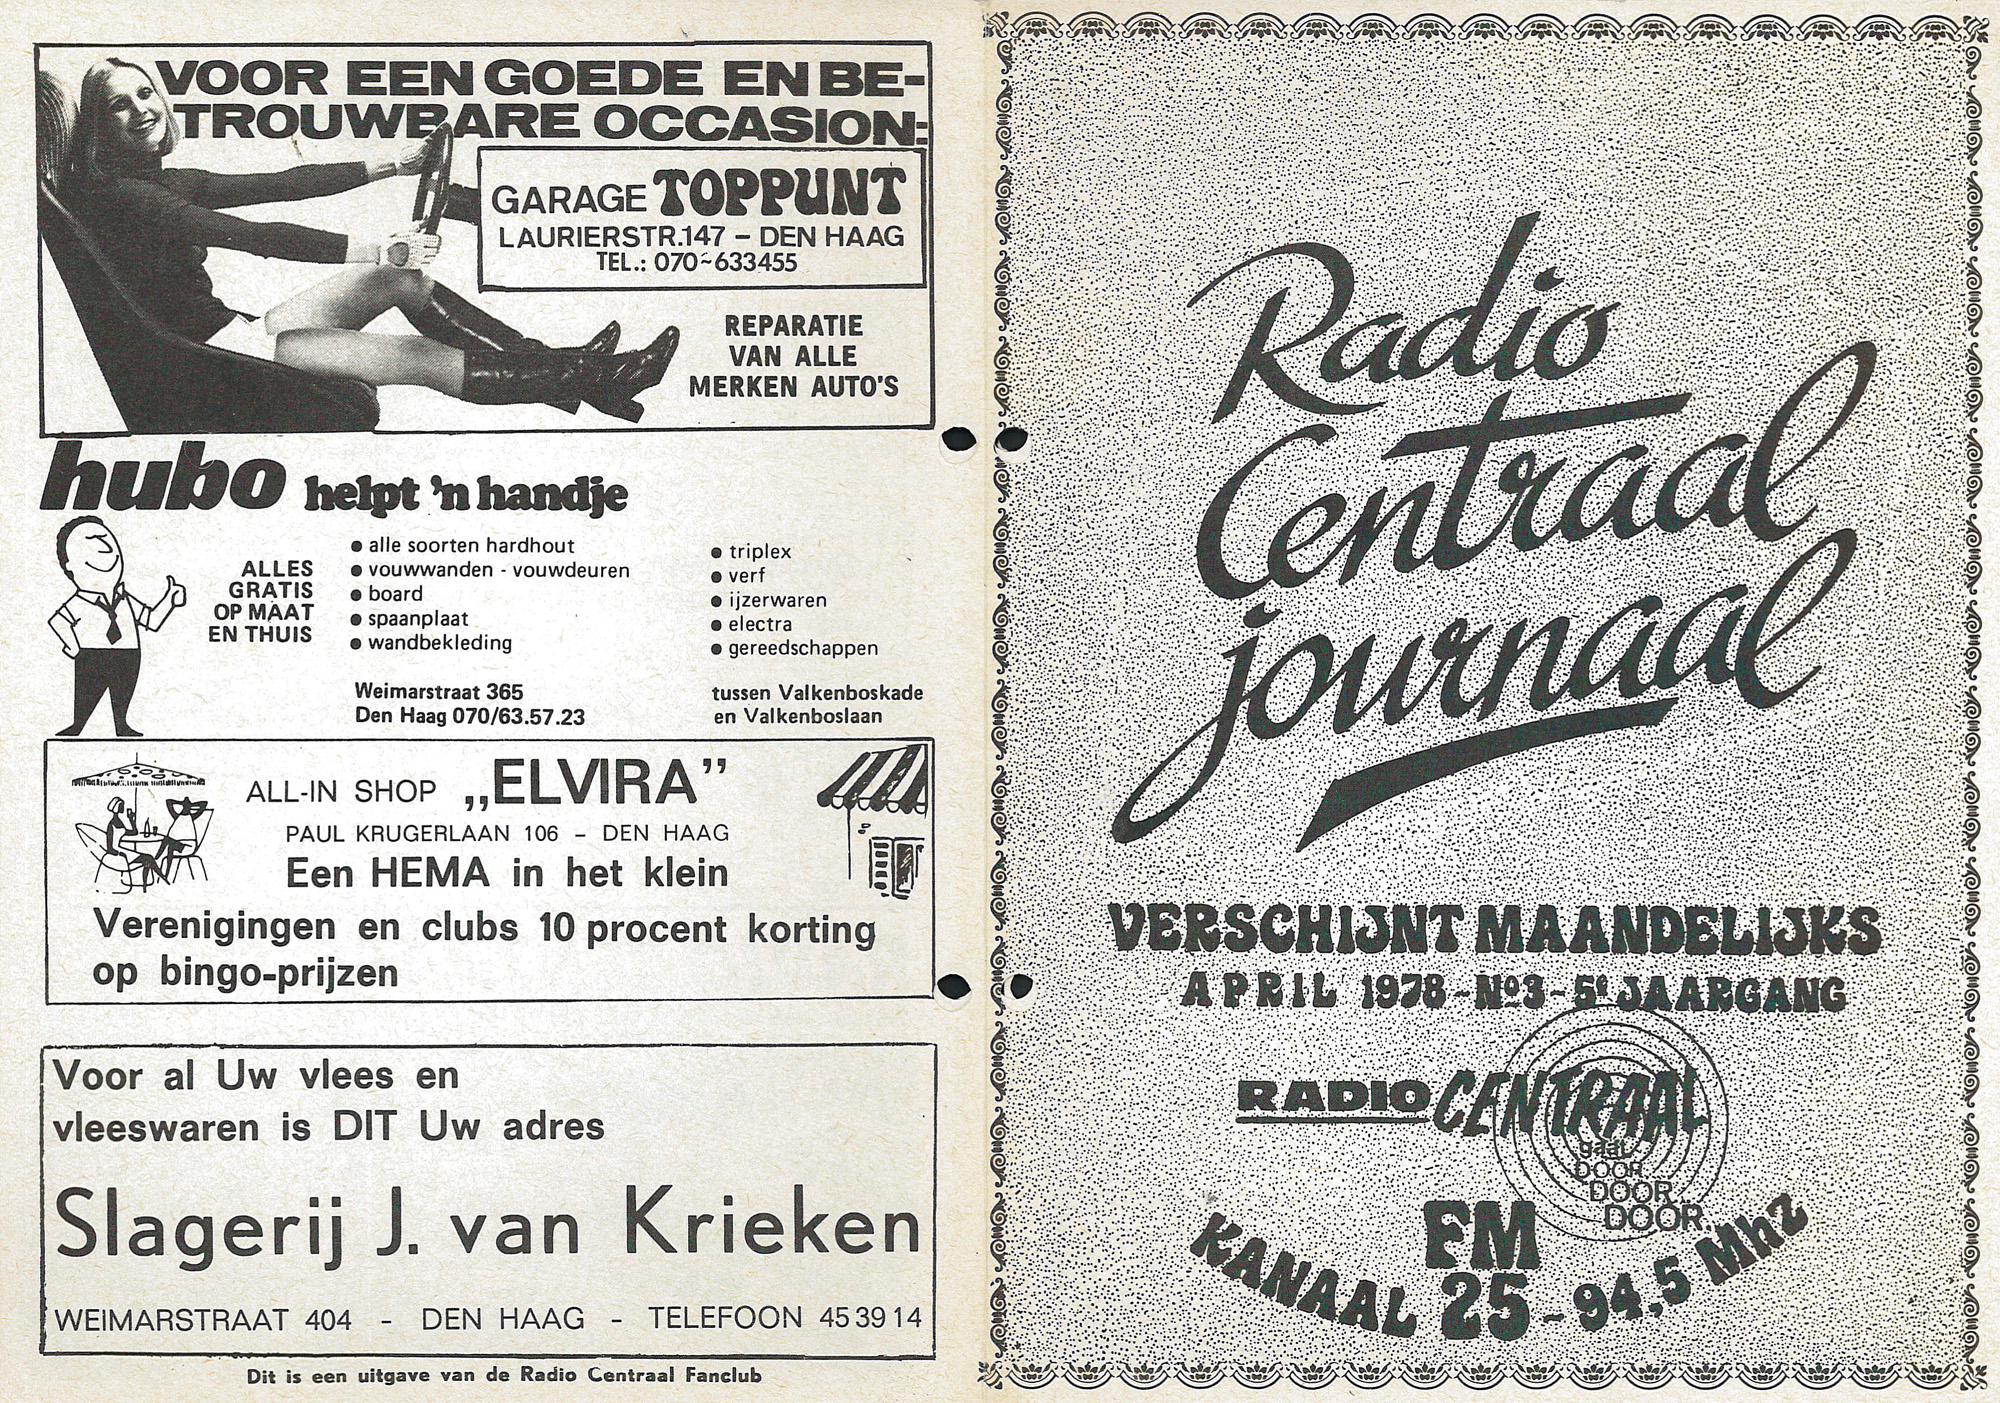 VOOR EEN GOEDE EN BE-
TROUWBARE OCCASION:
GARAGE TOPPUNT
LAURIERSTR.147 – DEN HAAG
TEL.: 070~633455
REPARATIE
VAN ALLE
MERKEN AUTO'S
hubo helpt 'n handje
ALLES
GRATIS
OP MAAT
EN THUIS
• alle soorten hardhout
• vouwwanden - vouwdeuren
• board
• spaanplaat
• wandbekleding
• triplex
• verf
• ijzerwaren
• electra
• gereedschappen
Weimarstraat 365
Den Haag 070/63.57.23
tussen Valkenboskade
en Valkenboslaan
ALL-IN SHOP „ELVIRA”
PAUL KRUGERLAAN 106 – DEN HAAG
Een HEMA in het klein
Verenigingen en clubs 10 procent korting
op bingo-prijzen
Voor al Uw vlees en
vleeswaren is DIT Uw adres
Slagerij J. van Krieken
WEIMARSTRAAT 404 – DEN HAAG – TELEFOON 45 39 14
Dit is een uitgave van de Radio Centraal Fanclub
Radio
Centraal
journaal
VERSCHIJNT MAANDELIJKS
APRIL 1978-No3-5e JAARGANG
RADIO CENTRAAL
gaat
DOOR
DOOR
DOOR
FM
KANAAL 25-94,5 Mhz